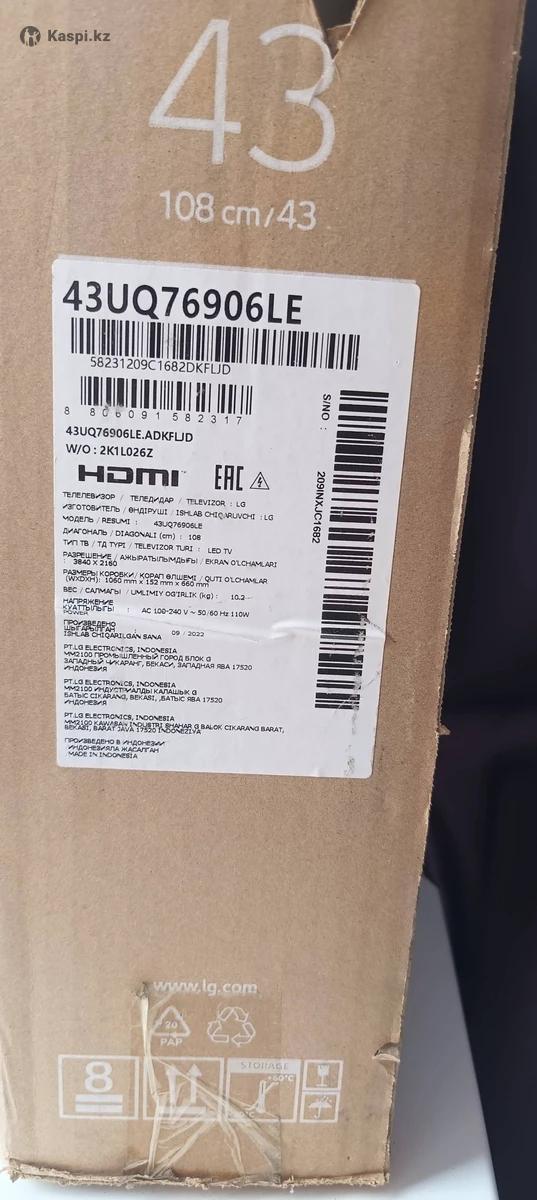 Kaspi.kz
43
108 cm/43
43UQ76906LE
58231209C1682DKFLJD
8 806091 582317
43UQ76906LE.ADKFLJD
W/O : 2K1L026Z
HDMI EAC
S/NO :
209INXJC1682
ТЕЛЕЛЕВИЗОР / ТЕЛЕДИДАР / TELEVIZOR : LG
ИЗГОТОВИТЕЛЬ / ӨНДІРУШІ / ISHLAB CHIQARUVCHI : LG
МОДЕЛЬ / RESUMI : 43UQ76906LE
ДИАГОНАЛЬ / DIAGONALI (cm) : 108
ТИП ТВ / ТД ТҮРІ / TELEVIZOR TURI : LED TV
РАЗРЕШЕНИЕ / АЖЫРАТЫЛЫМДЫҒЫ / EKRAN O'LCHAMLARI
: 3840 x 2160
РАЗМЕРЫ КОРОБКИ/ ҚОРАП ӨЛШЕМІ / QUTI O'LCHAMLAR
(WXDXH): 1060 mm x 152 mm x 660 mm
ВЕС / САЛМАҒЫ / UMLIMIY OG'IRLIK (kg) : 10.2
НАПРЯЖЕНИЕ
ҚУАТТЫЛЫҒЫ : AC 100-240 V ~ 50/60 Hz 110W
POWER
ПРОИЗВЕДЕНО
ШЫҒАРЫЛҒАН : 09 / 2022
ISHLAB CHIQARILGAN SANA
PT.LG ELECTRONICS, INDONESIA
MM2100 ПРОМЫШЛЕННЫЙ ГОРОД БЛОК G
ЗАПАДНЫЙ ЧИКАРАНГ, БЕКАСИ, ЗАПАДНАЯ ЯВА 17520
ИНДОНЕЗИЯ
PT.LG ELECTRONICS, INDONESIA
MM2100 ИНДУСТРИАЛДЫ КАЛАШЫК G
БАТЫС CIKARANG, BEKASI, ,БАТЫС ЯВА 17520
ИНДОНЕЗИЯ
PT.LG ELECTRONICS, INDONESIA
MM2100 KAWASAN INDUSTRI SHAHAR G BALOK CIKARANG BARAT,
BEKASI, BARAT JAVA 17520 INDONEZIYA
ПРОИЗВЕДЕНО В ИНДОНЕЗИИ
ИНДОНЕЗИЯЛА ЖАСАЛҒАН
MADE IN INDONESIA
www.lg.com
20
PAP
8
STORAGE
+60°C